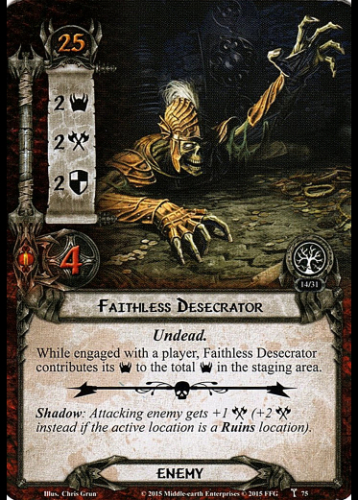 25
2
2
2
4
14/31
Faithless Desecrator
Undead.
While engaged with a player, Faithless Desecrator
contributes its to the total in the staging area.
Shadow: Attacking enemy gets +1 (+2
instead if the active location is a Ruins location).
ENEMY
Illus. Chris Grun © 2015 Middle-earth Enterprises © 2015 FFG 75